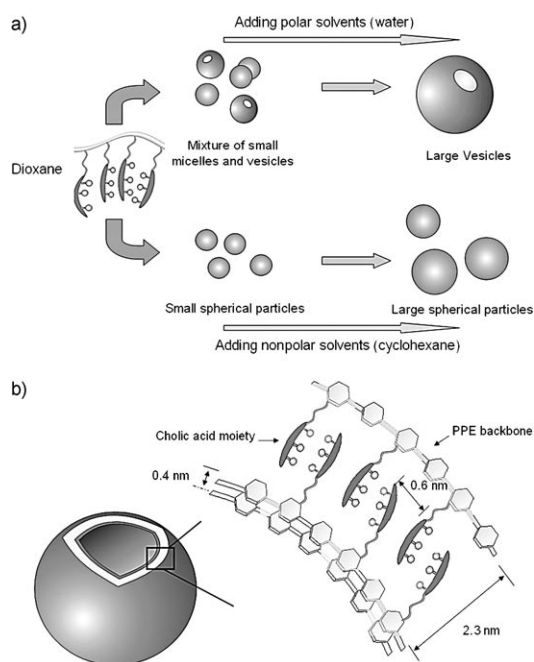 a)
Adding polar solvents (water)
Dioxane
Mixture of small
micelles and vesicles
Large Vesicles
Small spherical particles
Large spherical particles
Adding nonpolar solvents (cyclohexane)
b)
Cholic acid moiety
PPE backbone
0.4 nm
0.6 nm
2.3 nm